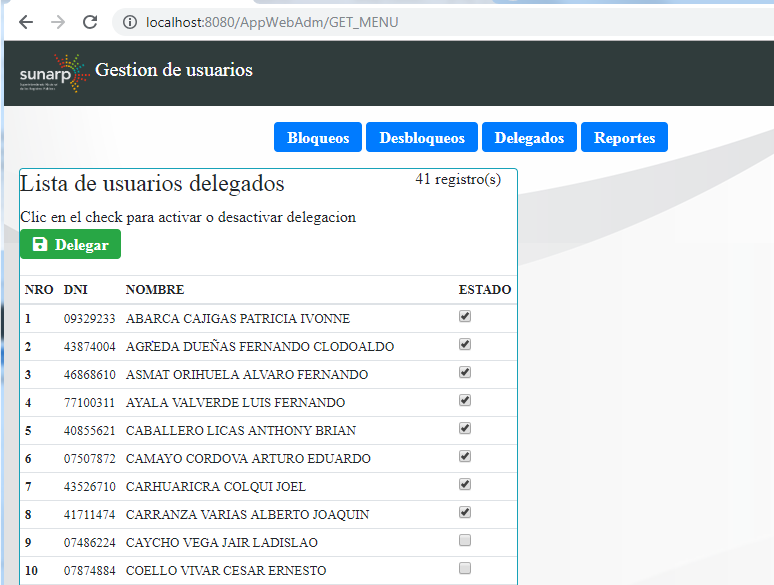 localhost:8080/AppWebAdm/GET_MENU
sunarp
Gestion de usuarios
Bloqueos Desbloqueos Delegados Reportes
Lista de usuarios delegados 41 registro(s)
Clic en el check para activar o desactivar delegacion
Delegar
NRO DNI NOMBRE ESTADO
1 09329233 ABARCA CAJIGAS PATRICIA IVONNE
2 43874004 AGREDA DUEÑAS FERNANDO CLODOALDO
3 46868610 ASMAT ORIHUELA ALVARO FERNANDO
4 77100311 AYALA VALVERDE LUIS FERNANDO
5 40855621 CABALLERO LICAS ANTHONY BRIAN
6 07507872 CAMAYO CORDOVA ARTURO EDUARDO
7 43526710 CARHUARICRA COLQUI JOEL
8 41711474 CARRANZA VARIAS ALBERTO JOAQUIN
9 07486224 CAYCHO VEGA JAIR LADISLAO
10 07874884 COELLO VIVAR CESAR ERNESTO